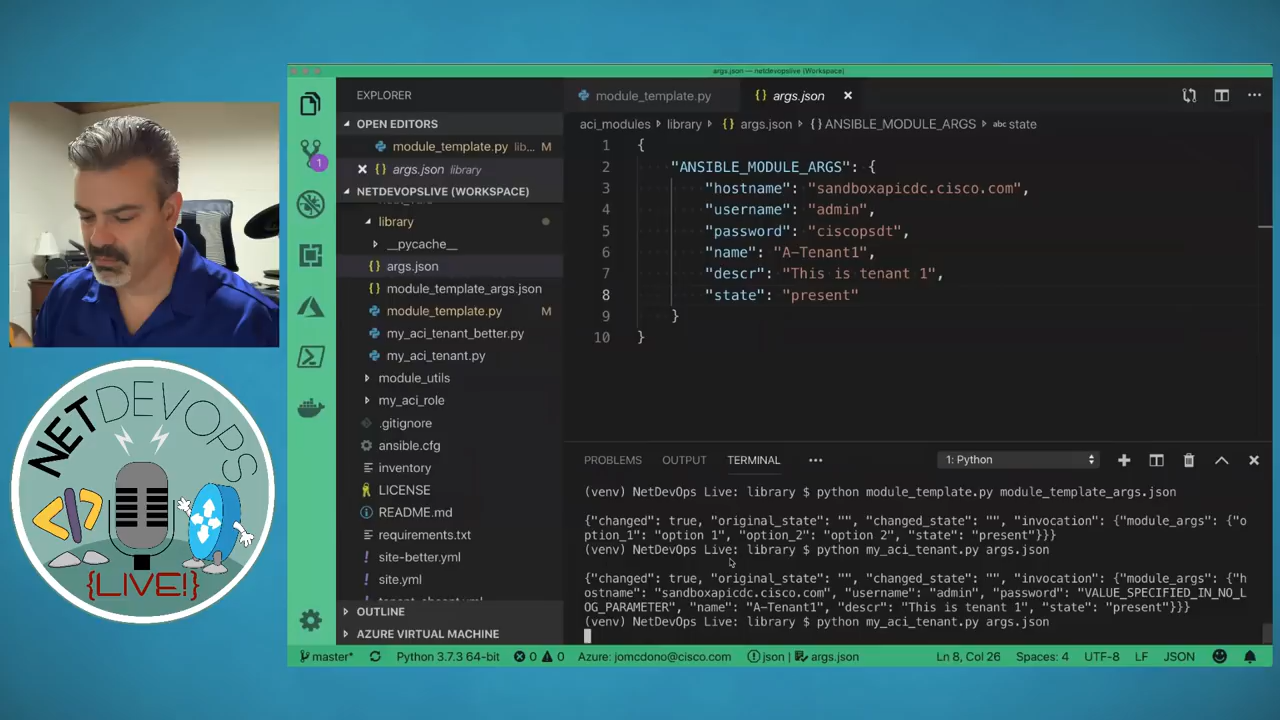 args.json — netdevopslive (Workspace)
EXPLORER
module_template.py
{} args.json
OPEN EDITORS
module_template.py lib... M
args.json library
NETDEVOPSLIVE (WORKSPACE)
library
__pycache__
{} args.json
{} module_template_args.json
module_template.py M
my_aci_tenant_better.py
my_aci_tenant.py
module_utils
my_aci_role
.gitignore
ansible.cfg
inventory
LICENSE
README.md
requirements.txt
! site-better.yml
! site.yml
OUTLINE
AZURE VIRTUAL MACHINE
1
aci_modules › library › {} args.json › {} ANSIBLE_MODULE_ARGS › abc state
1 {
2 "ANSIBLE_MODULE_ARGS": {
3 "hostname": "sandboxapicdc.cisco.com",
4 "username": "admin",
5 "password": "ciscopsdt",
6 "name": "A-Tenant1",
7 "descr": "This is tenant 1",
8 "state": "present"
9 }
10 }
PROBLEMS OUTPUT TERMINAL ... 1: Python
(venv) NetDevOps Live: library $ python module_template.py module_template_args.json
{"changed": true, "original_state": "", "changed_state": "", "invocation": {"module_args": {"o
ption_1": "option 1", "option_2": "option 2", "state": "present"}}}
(venv) NetDevOps Live: library $ python my_aci_tenant.py args.json
{"changed": true, "original_state": "", "changed_state": "", "invocation": {"module_args": {"h
ostname": "sandboxapicdc.cisco.com", "username": "admin", "password": "VALUE_SPECIFIED_IN_NO_L
OG_PARAMETER", "name": "A-Tenant1", "descr": "This is tenant 1", "state": "present"}}}
(venv) NetDevOps Live: library $ python my_aci_tenant.py args.json
master* Python 3.7.3 64-bit 0 0 Azure: jomcdono@cisco.com json args.json Ln 8, Col 26 Spaces: 4 UTF-8 LF JSON
NETDEVOPS
</>
{LIVE!}